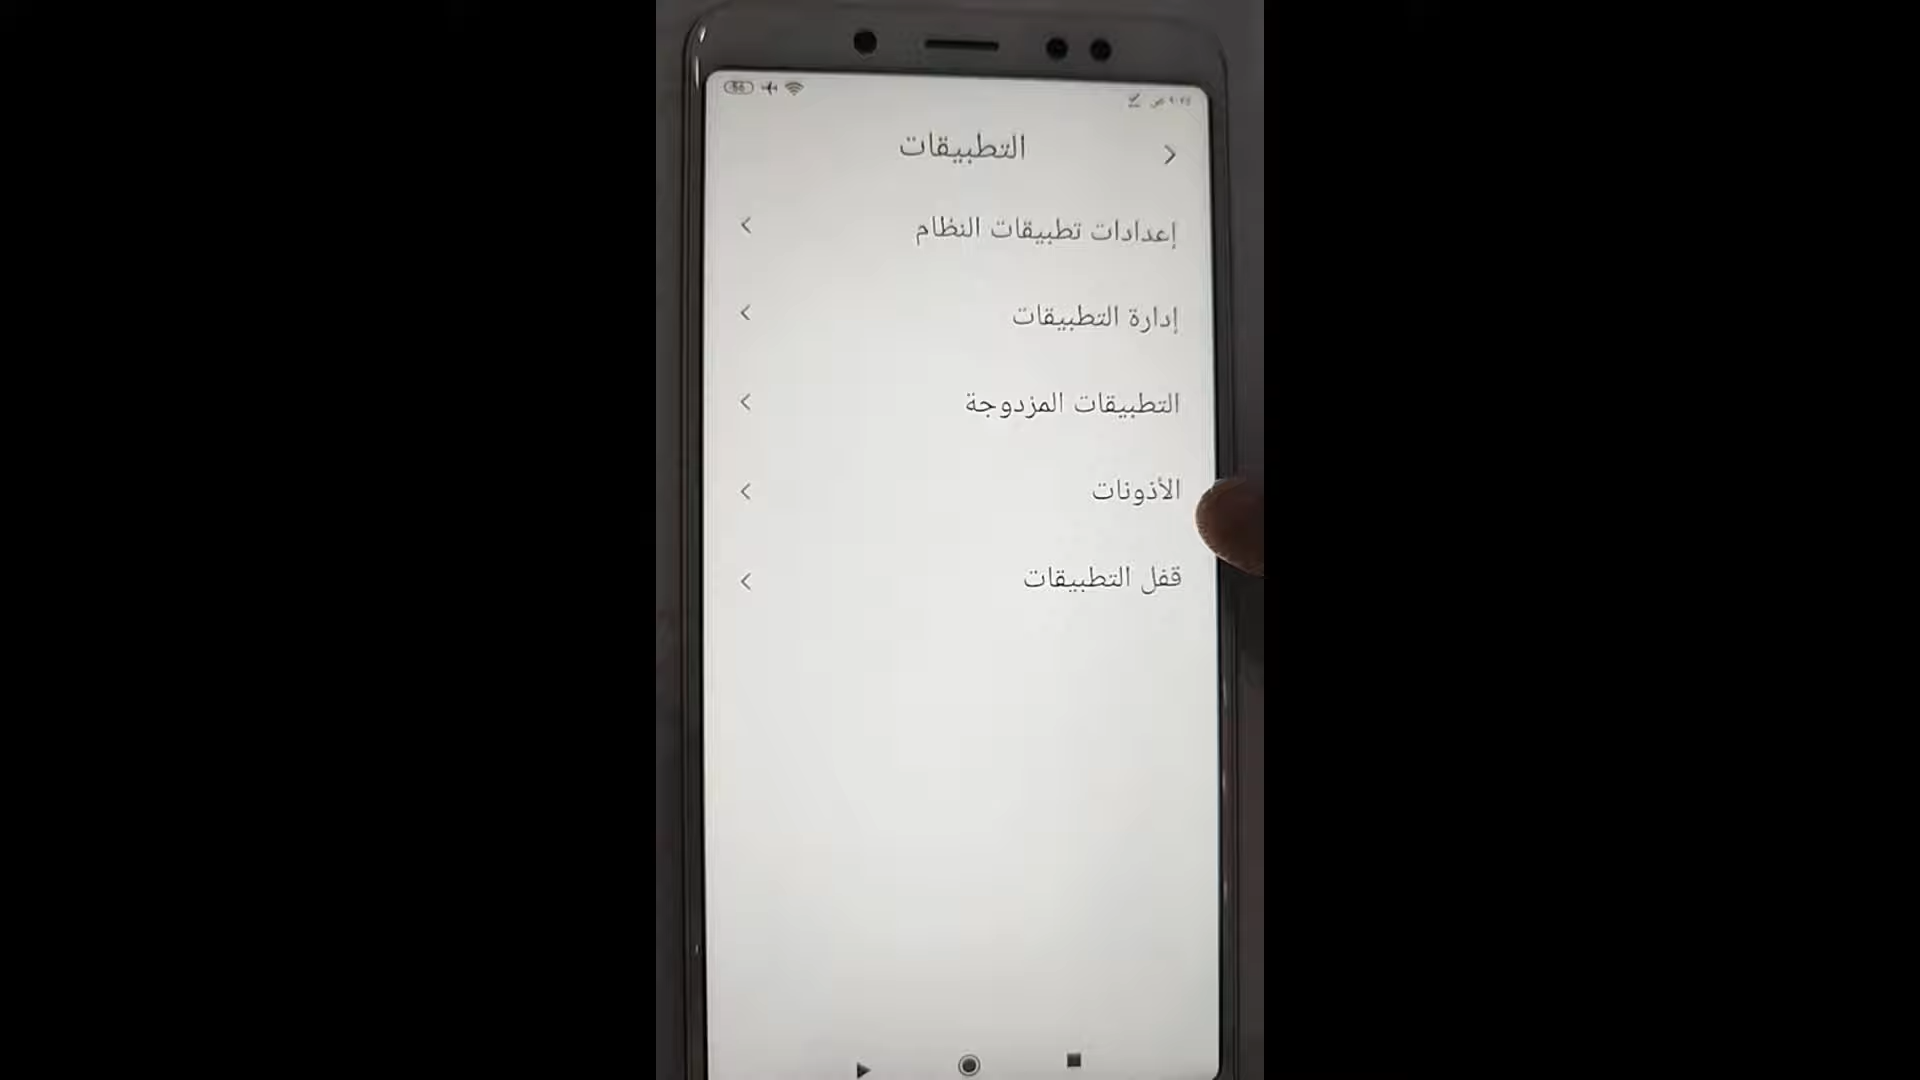 التطبيقات
إعدادات تطبيقات النظام
إدارة التطبيقات
التطبيقات المزدوجة
الأذونات
قفل التطبيقات